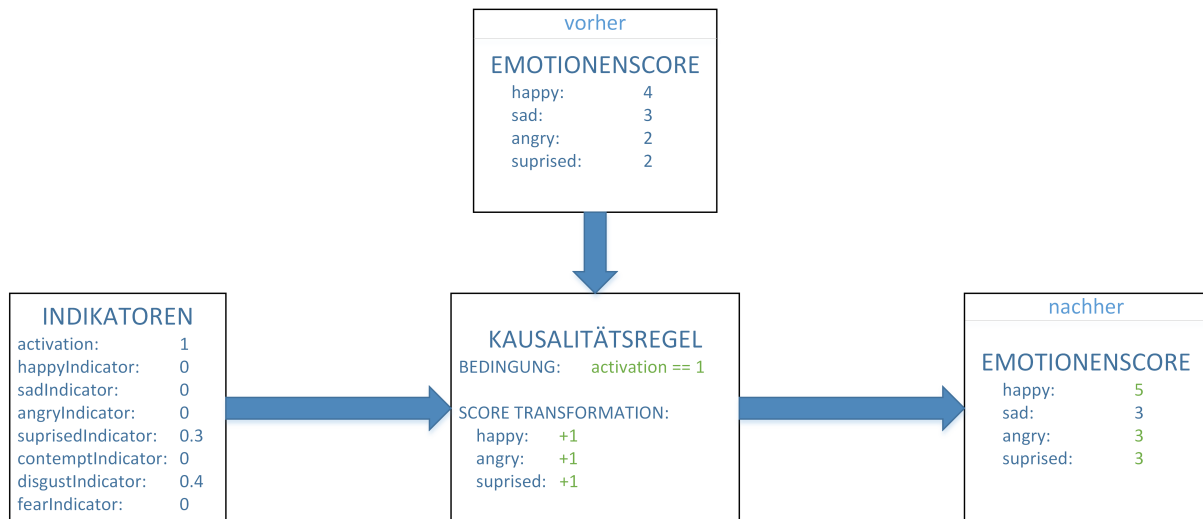 vorher
EMOTIONENSCORE
happy: 4
sad: 3
angry: 2
suprised: 2
INDIKATOREN
activation: 1
happyIndicator: 0
sadIndicator: 0
angryIndicator: 0
suprisedIndicator: 0.3
contemptIndicator: 0
disgustIndicator: 0.4
fearIndicator: 0
KAUSALITÄTSREGEL
BEDINGUNG: activation == 1
SCORE TRANSFORMATION:
happy: +1
angry: +1
suprised: +1
nachher
EMOTIONENSCORE
happy: 5
sad: 3
angry: 3
suprised: 3